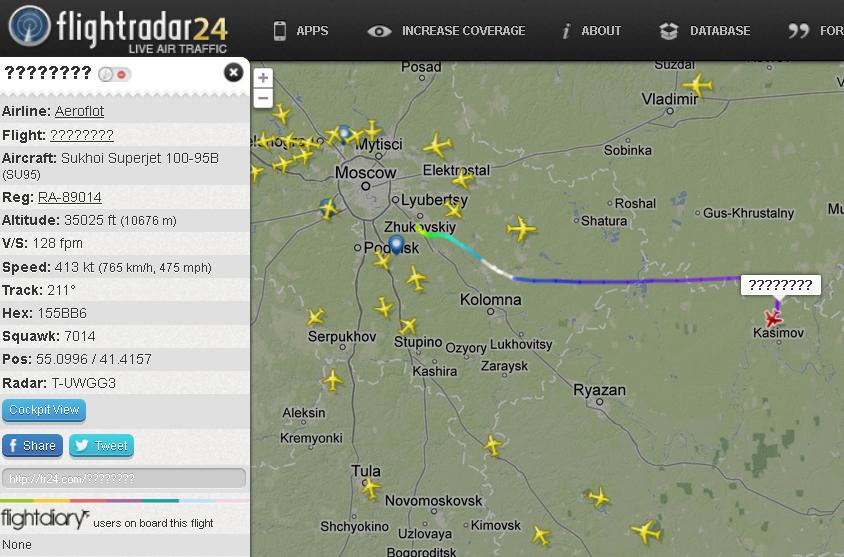 flightradar24
LIVE AIR TRAFFIC
APPS
INCREASE COVERAGE
ABOUT
DATABASE
FOR
????????
Airline: Aeroflot
Flight: ????????
Aircraft: Sukhoi Superjet 100-95B
(SU95)
Reg: RA-89014
Altitude: 35025 ft (10676 m)
V/S: 128 fpm
Speed: 413 kt (765 km/h, 475 mph)
Track: 211°
Hex: 155BB6
Squawk: 7014
Pos: 55.0996 / 41.4157
Radar: T-UWGG3
Cockpit View
Share
Tweet
http://fr24.com/????????
flightdiary users on board this flight
None
+
−
Posad
Suzdal
Vladimir
Mytisci
Sobinka
Moscow
Elektrostal
Lyubertsy
Roshal
Gus-Khrustalny
Mu
Shatura
Zhukovskiy
Podolsk
????????
Kolomna
Kasimov
Serpukhov
Stupino
Ozyory
Lukhovitsy
Kashira
Zaraysk
Ryazan
Aleksin
Kremyonki
Tula
Novomoskovsk
Shchyokino
Kimovsk
Uzlovaya
Bogoroditsk